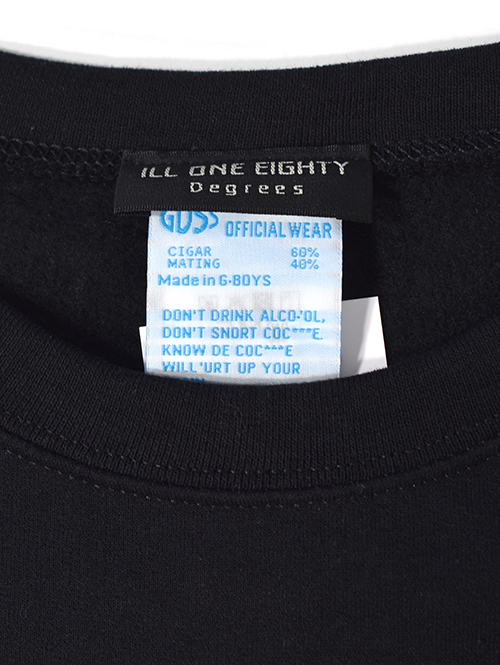 ILL ONE EIGHTY
Degrees
OFFICIAL WEAR
CIGAR 60%
MATING 40%
Made in G·BOYS
DON'T DRINK ALCO-'OL,
DON'T SNORT COC***E.
KNOW DE COC***E
WILL'URT UP YOUR